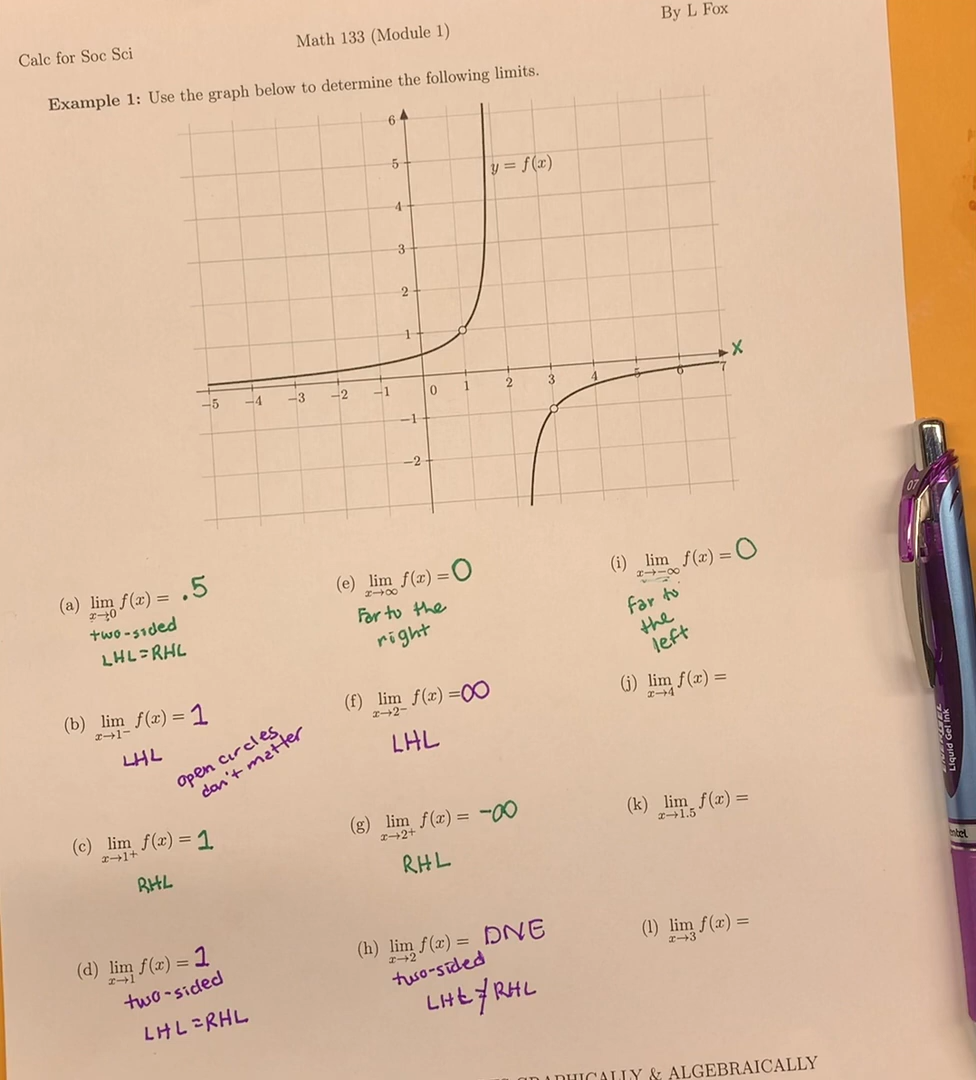 Calc for Soc Sci
Math 133 (Module 1)
By L Fox
Example 1: Use the graph below to determine the following limits.
6
5
4
3
2
1
−1
−2
y = f(x)
−5 −4 −3 −2 −1 0 1 2 3 4 5 6 7
X
(a) lim x→0 f(x) = .5
two-sided
LHL=RHL
(b) lim x→1⁻ f(x) = 1
LHL
open circles
don't matter
(c) lim x→1⁺ f(x) = 1
RHL
(d) lim x→1 f(x) = 1
two-sided
LHL=RHL
(e) lim x→∞ f(x) = 0
Far to the
right
(f) lim x→2⁻ f(x) = ∞
LHL
(g) lim x→2⁺ f(x) = -∞
RHL
(h) lim x→2 f(x) = DNE
two-sided
LHL ≠ RHL
(i) lim x→−∞ f(x) = 0
far to
the
left
(j) lim x→4 f(x) =
(k) lim x→1.5 f(x) =
(l) lim x→3 f(x) =
& ALGEBRAICALLY
07
Liquid Gel Ink